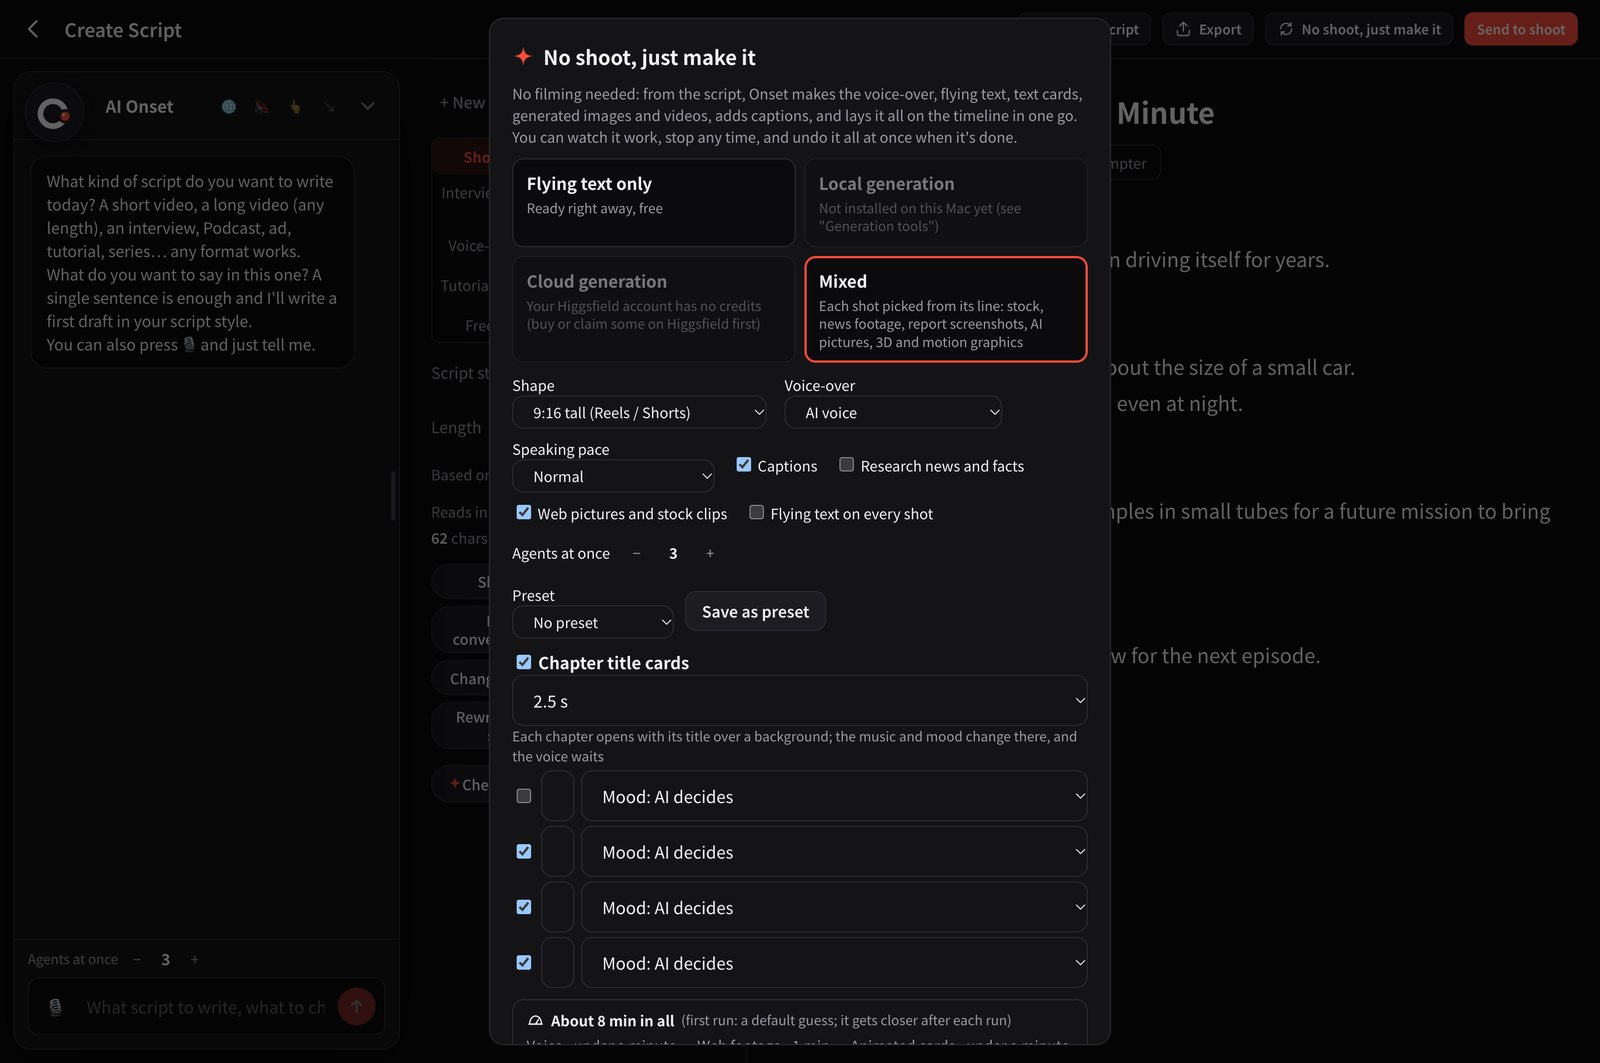 Create Script
cript
Export
No shoot, just make it
Send to shoot
AI Onset
What kind of script do you want to write
today? A short video, a long video (any
length), an interview, Podcast, ad,
tutorial, series… any format works.
What do you want to say in this one? A
single sentence is enough and I'll write a
first draft in your script style.
You can also press 🎙 and just tell me.
Agents at once − 3 +
What script to write, what to ch
+ New
Sho
Intervie
Voice-
Tutoria
Free
Script st
Length
Based on
Reads in
62 chars
conve
Chang
Rewr
Che
No shoot, just make it
No filming needed: from the script, Onset makes the voice-over, flying text, text cards,
generated images and videos, adds captions, and lays it all on the timeline in one go.
You can watch it work, stop any time, and undo it all at once when it's done.
Flying text only
Ready right away, free
Local generation
Not installed on this Mac yet (see
"Generation tools")
Cloud generation
Your Higgsfield account has no credits
(buy or claim some on Higgsfield first)
Mixed
Each shot picked from its line: stock,
news footage, report screenshots, AI
pictures, 3D and motion graphics
Shape
9:16 tall (Reels / Shorts)
Voice-over
AI voice
Speaking pace
Normal
Captions
Research news and facts
Web pictures and stock clips
Flying text on every shot
Agents at once − 3 +
Preset
No preset
Save as preset
Chapter title cards
2.5 s
Each chapter opens with its title over a background; the music and mood change there, and
the voice waits
Mood: AI decides
Mood: AI decides
Mood: AI decides
Mood: AI decides
About 8 min in all (first run: a default guess; it gets closer after each run)
Minute
mpter
n driving itself for years.
bout the size of a small car.
even at night.
mples in small tubes for a future mission to bring
w for the next episode.